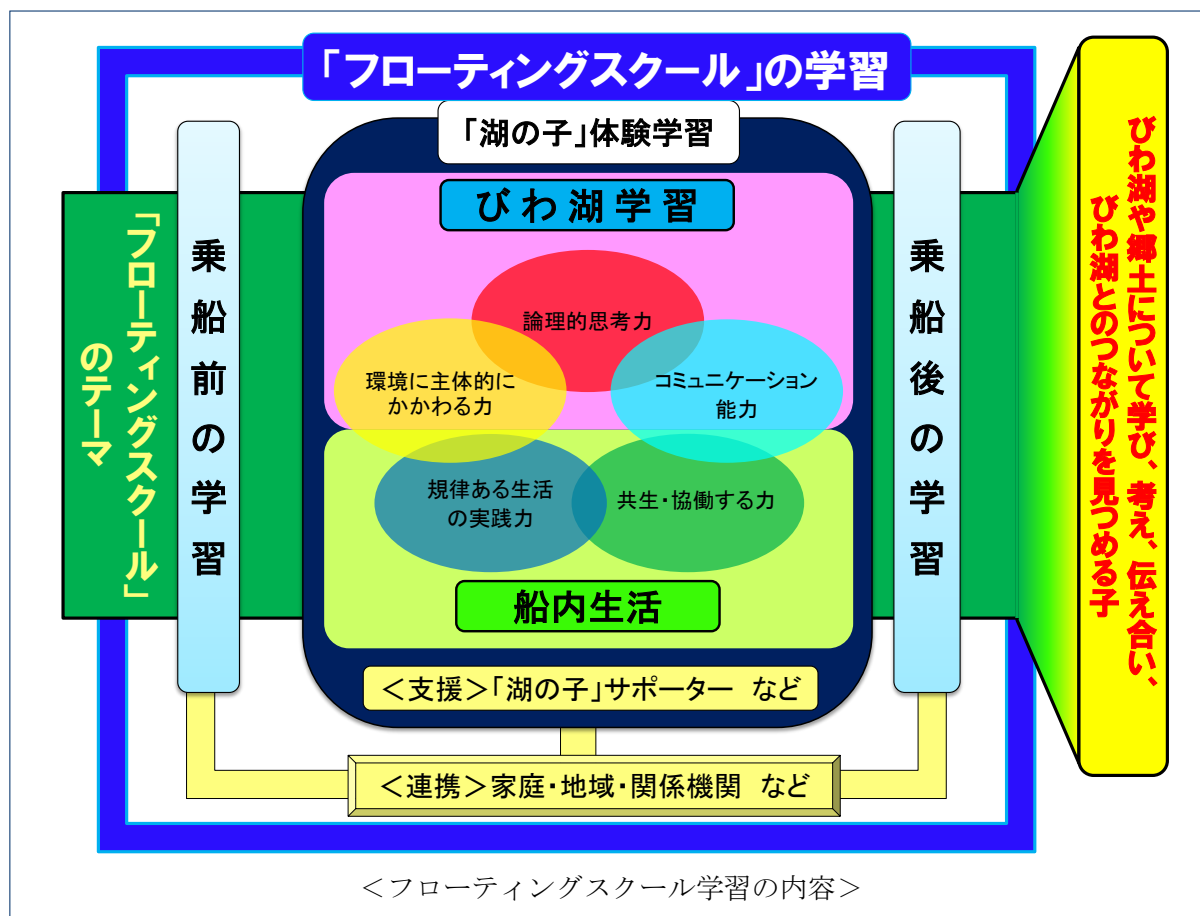 「フローティングスクール」の学習
「フローティングスクール」
のテーマ
乗船前の学習
「湖の子」体験学習
びわ湖学習
論理的思考力
環境に主体的に
かかわる力
コミュニケーション
能力
規律ある生活
の実践力
共生・協働する力
船内生活
＜支援＞「湖の子」サポーター など
＜連携＞家庭・地域・関係機関 など
乗船後の学習
びわ湖や郷土について学び、考え、伝え合い、
びわ湖とのつながりを見つめる子
＜フローティングスクール学習の内容＞